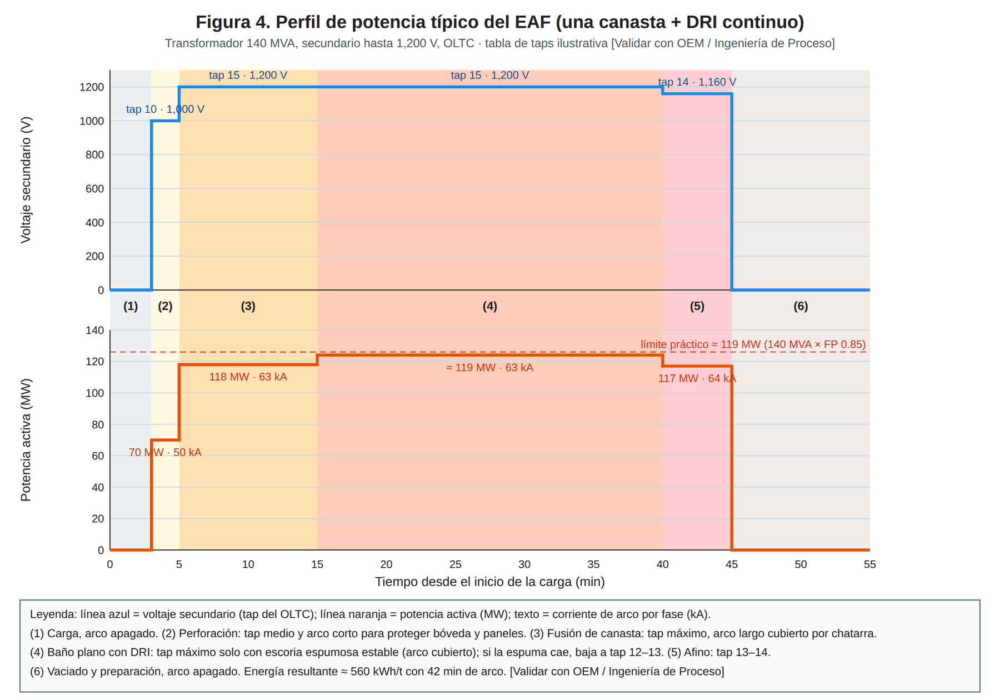 Figura 4. Perfil de potencia típico del EAF (una canasta + DRI continuo)
Transformador 140 MVA, secundario hasta 1,200 V, OLTC · tabla de taps ilustrativa [Validar con OEM / Ingeniería de Proceso]
Voltaje secundario (V)
1200
1000
800
600
400
200
0
tap 10 · 1,000 V
tap 15 · 1,200 V
tap 15 · 1,200 V
tap 14 · 1,160 V
(1)
(2)
(3)
(4)
(5)
(6)
Potencia activa (MW)
140
120
100
80
60
40
20
0
límite práctico ≈ 119 MW (140 MVA × FP 0.85)
70 MW · 50 kA
118 MW · 63 kA
≈ 119 MW · 63 kA
117 MW · 64 kA
0
5
10
15
20
25
30
35
40
45
50
55
Tiempo desde el inicio de la carga (min)
Leyenda: línea azul = voltaje secundario (tap del OLTC); línea naranja = potencia activa (MW); texto = corriente de arco por fase (kA).
(1) Carga, arco apagado. (2) Perforación: tap medio y arco corto para proteger bóveda y paneles. (3) Fusión de canasta: tap máximo, arco largo cubierto por chatarra.
(4) Baño plano con DRI: tap máximo solo con escoria espumosa estable (arco cubierto); si la espuma cae, baja a tap 12–13. (5) Afino: tap 13–14.
(6) Vaciado y preparación, arco apagado. Energía resultante ≈ 560 kWh/t con 42 min de arco. [Validar con OEM / Ingeniería de Proceso]